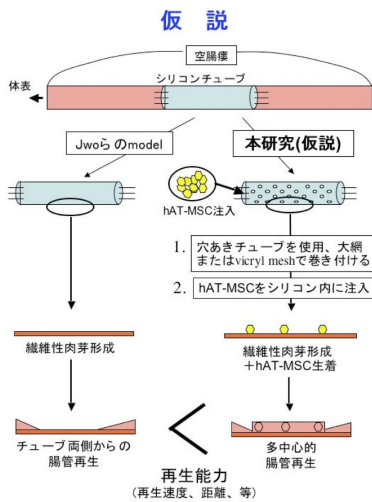 仮 説
空腸瘻
シリコンチューブ
体表
Jwoらのmodel
本研究(仮説)
hAT-MSC注入
1. 穴あきチューブを使用、大網
またはvicryl meshで巻き付ける
2. hAT-MSCをシリコン内に注入
繊維性肉芽形成
繊維性肉芽形成
＋hAT-MSC生着
チューブ両側からの
腸管再生
多中心的
腸管再生
再生能力
(再生速度、距離、等)